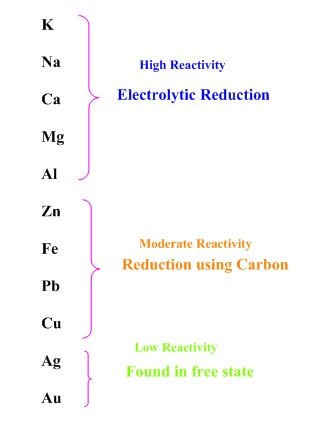 K
Na
High Reactivity
Ca
Electrolytic Reduction
Mg
Al
Zn
Fe
Moderate Reactivity
Reduction using Carbon
Pb
Cu
Low Reactivity
Ag
Found in free state
Au